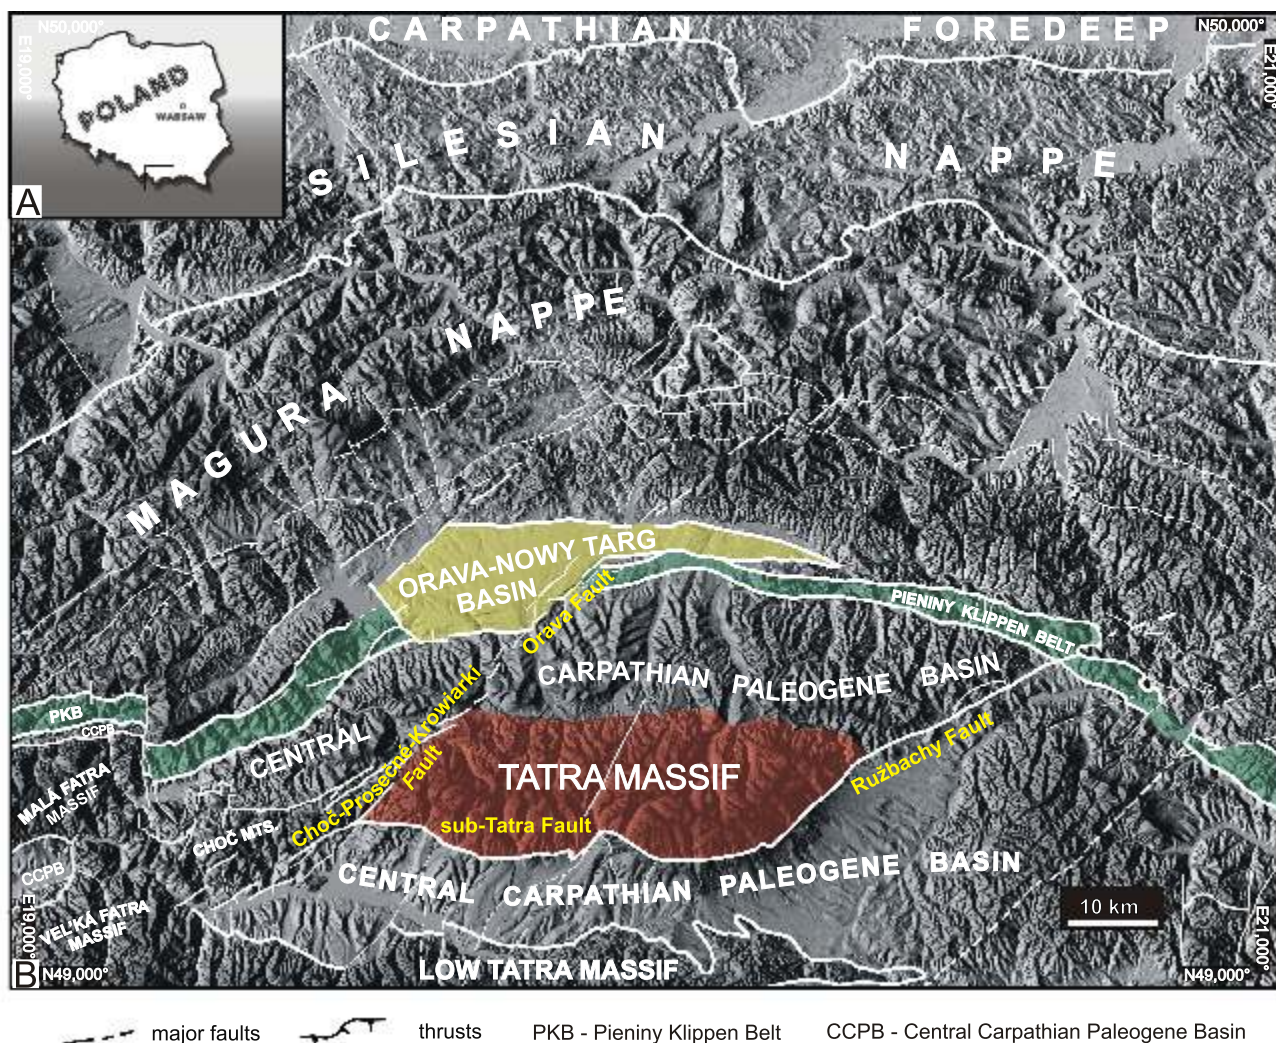 N50,000°
CARPATHIAN FOREDEEP
N50,000°
E19,000°
E21,000°
POLAND
WARSAW
A
SILESIAN NAPPE
MAGURA NAPPE
ORAVA-NOWY TARG
BASIN
Orava Fault
PIENINY KLIPPEN BELT
CENTRAL CARPATHIAN PALEOGENE BASIN
PKB
CCPB
Choč-Prosečné-Krowiarki
Fault
TATRA MASSIF
Ružbachy Fault
MALÁ FATRA
MASSIF
CHOČ MTS.
sub-Tatra Fault
CENTRAL CARPATHIAN PALEOGENE BASIN
CCPB
10 km
VEL'KÁ FATRA
MASSIF
E19,000°
E21,000°
LOW TATRA MASSIF
B
N49,000°
N49,000°
major faults
thrusts
PKB - Pieniny Klippen Belt
CCPB - Central Carpathian Paleogene Basin